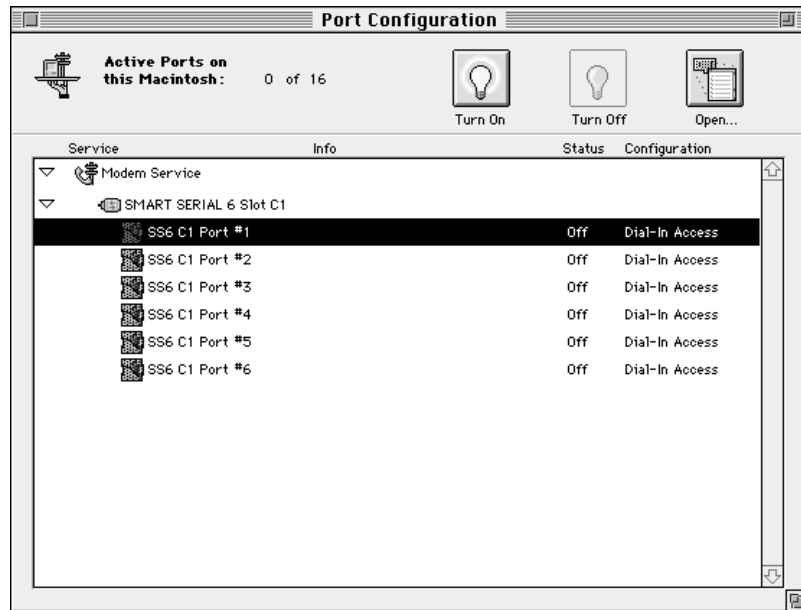 Port Configuration
Active Ports on
this Macintosh: 0 of 16
Turn On Turn Off Open...
Service Info Status Configuration
Modem Service
SMART SERIAL 6 Slot C1
SS6 C1 Port #1 Off Dial-In Access
SS6 C1 Port #2 Off Dial-In Access
SS6 C1 Port #3 Off Dial-In Access
SS6 C1 Port #4 Off Dial-In Access
SS6 C1 Port #5 Off Dial-In Access
SS6 C1 Port #6 Off Dial-In Access